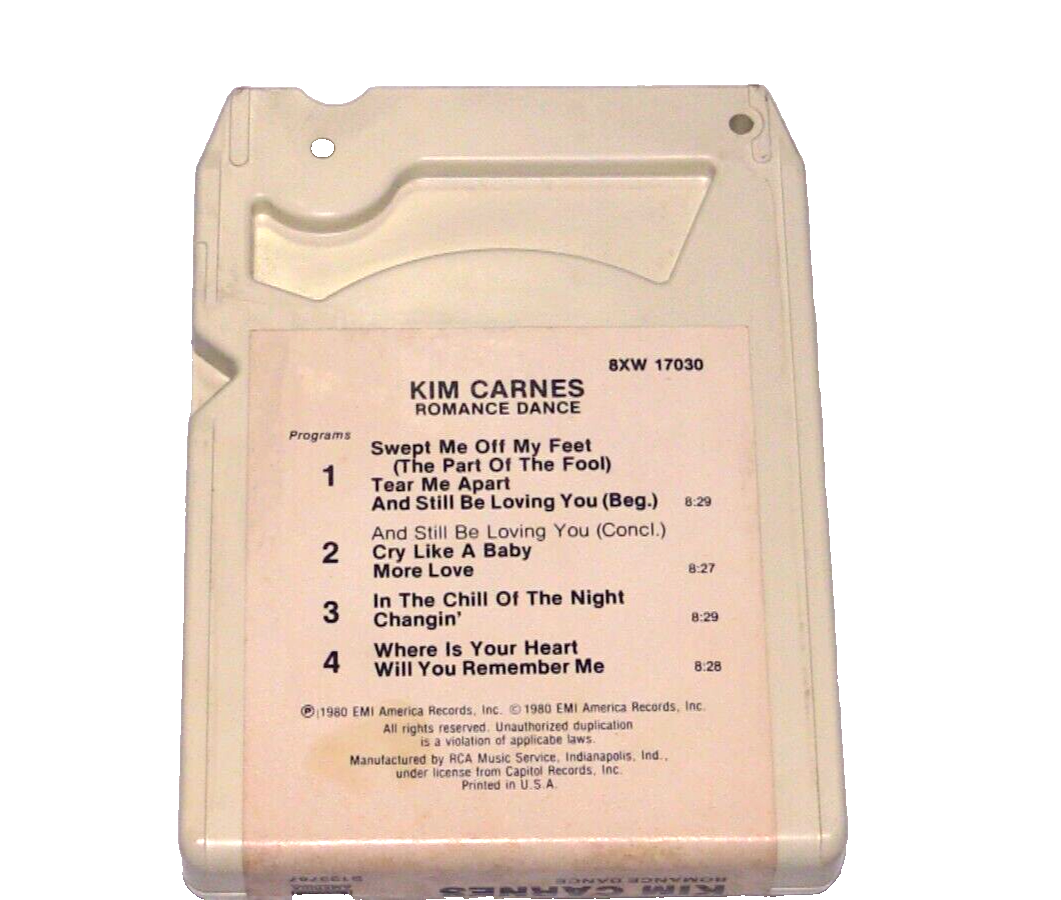 8XW 17030
KIM CARNES
ROMANCE DANCE
Programs
1
Swept Me Off My Feet
(The Part Of The Fool)
Tear Me Apart
And Still Be Loving You (Beg.) 8:29
And Still Be Loving You (Concl.)
2
Cry Like A Baby
More Love 8:27
In The Chill Of The Night
3
Changin' 8:29
Where Is Your Heart
4
Will You Remember Me 8:28
℗ 1980 EMI America Records, Inc. © 1980 EMI America Records, Inc.
All rights reserved. Unauthorized duplication
is a violation of applicabe laws.
Manufactured by RCA Music Service, Indianapolis, Ind.,
under license from Capitol Records, Inc.
Printed in U.S.A.
ROMANCE DANCE
KIM CARNES
AMERICA